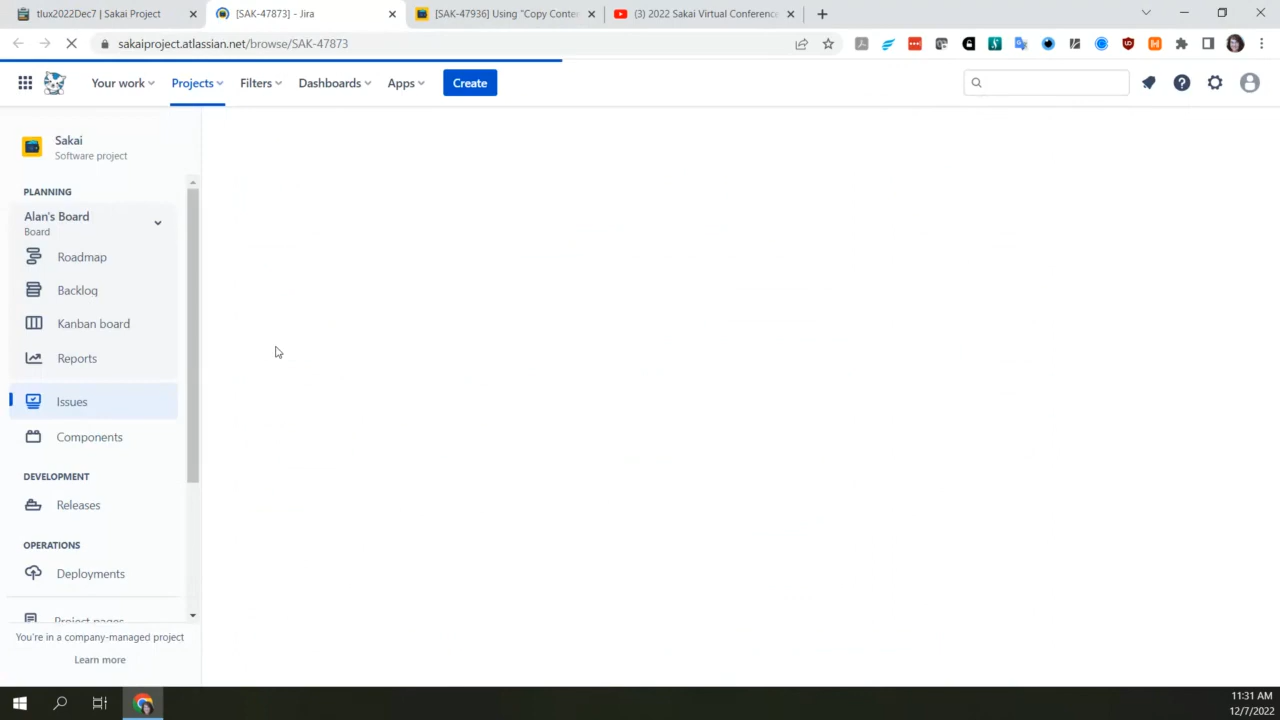 tlux2022Dec7 | Sakai Project
[SAK-47873] - Jira
[SAK-47936] Using "Copy Conter
(3) 2022 Sakai Virtual Conference
sakaiproject.atlassian.net/browse/SAK-47873
Your work
Projects
Filters
Dashboards
Apps
Create
Sakai
Software project
PLANNING
Alan's Board
Board
Roadmap
Backlog
Kanban board
Reports
Issues
Components
DEVELOPMENT
Releases
OPERATIONS
Deployments
Project pages
You're in a company-managed project
Learn more
11:31 AM
12/7/2022